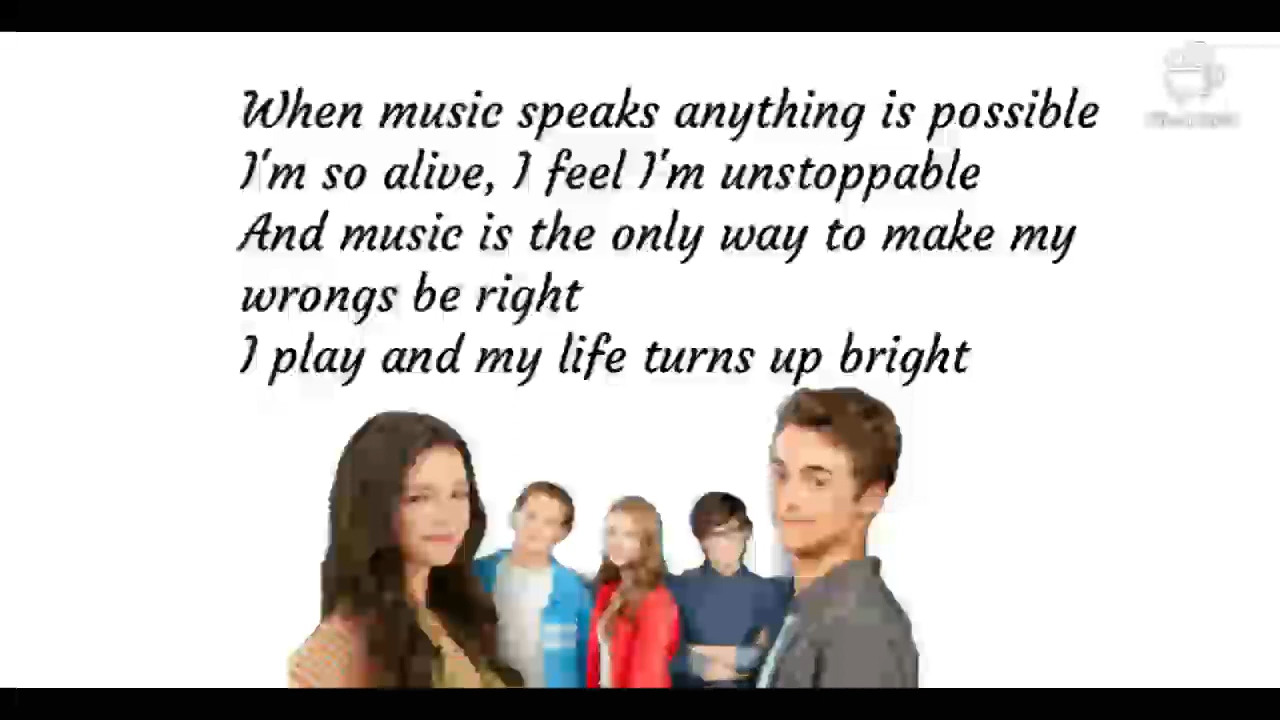 When music speaks anything is possible
I'm so alive, I feel I'm unstoppable
And music is the only way to make my
wrongs be right
I play and my life turns up bright